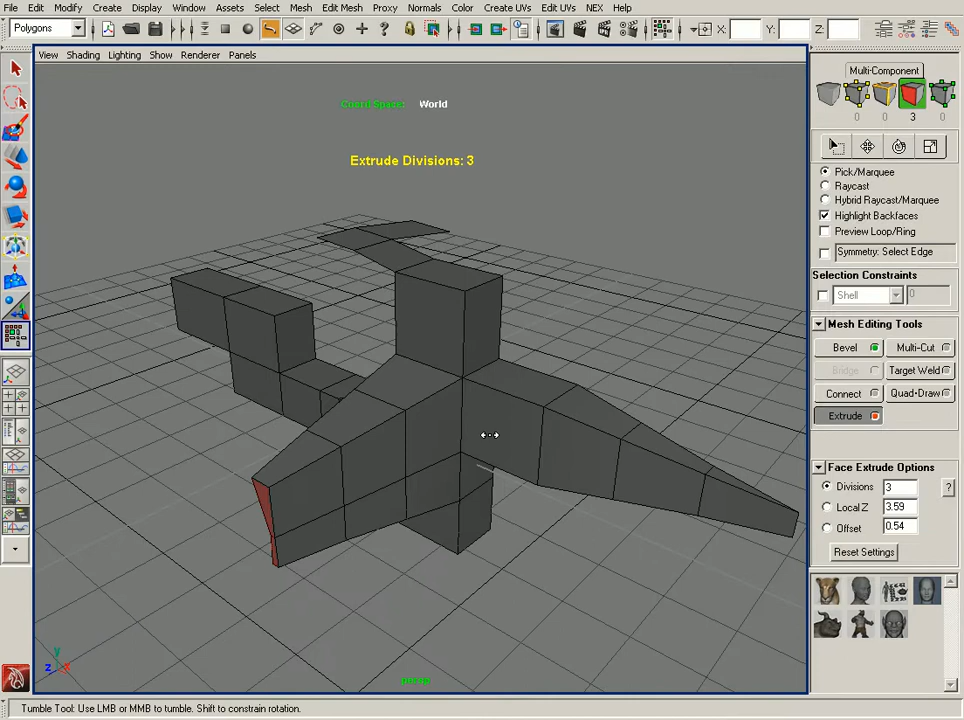 File Edit Modify Create Display Window Assets Select Mesh Edit Mesh Proxy Normals Color Create UVs Edit UVs NEX Help
Polygons X: Y: Z:
View Shading Lighting Show Renderer Panels
Multi-Component
World
0 0 3 0
Extrude Divisions: 3
Pick/Marquee
Raycast
Hybrid Raycast/Marquee
Highlight Backfaces
Preview Loop/Ring
Symmetry: Select Edge
Selection Constraints
Shell 0
Mesh Editing Tools
Bevel Multi-Cut
Bridge Target Weld
Connect Quad-Draw
Extrude
Face Extrude Options
Divisions 3 ?
Local Z 3.59
Offset 0.54
Reset Settings
y
z x
persp
Tumble Tool: Use LMB or MMB to tumble. Shift to constrain rotation.